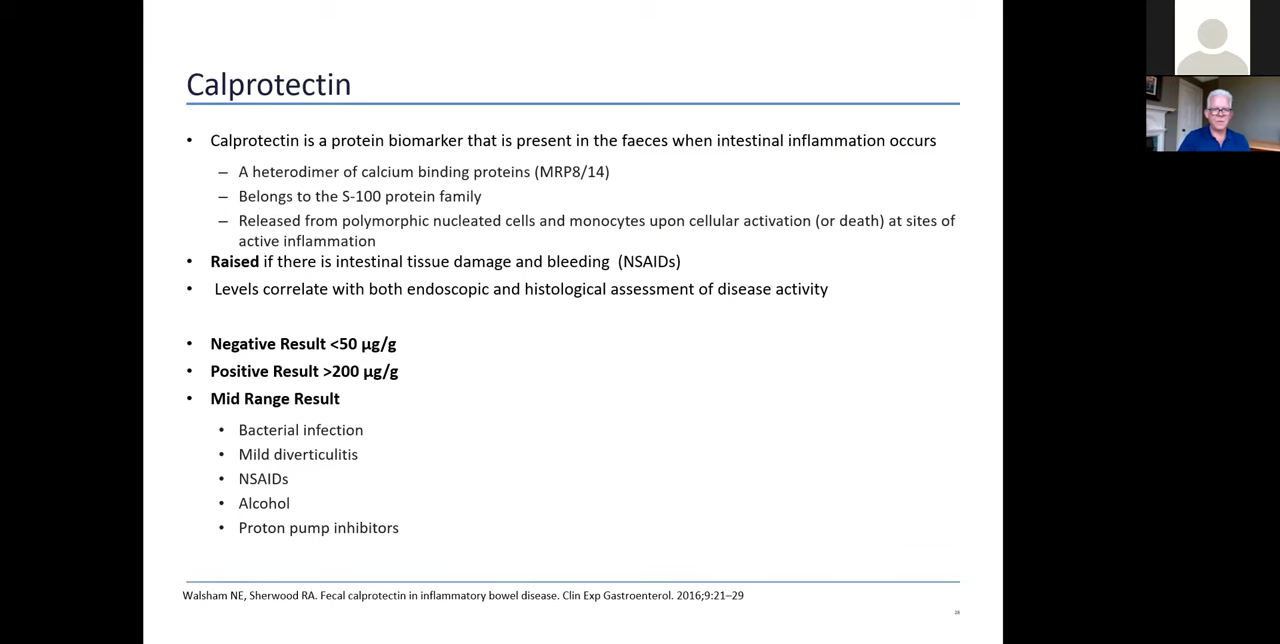 Calprotectin
• Calprotectin is a protein biomarker that is present in the faeces when intestinal inflammation occurs
– A heterodimer of calcium binding proteins (MRP8/14)
– Belongs to the S-100 protein family
– Released from polymorphic nucleated cells and monocytes upon cellular activation (or death) at sites of
active inflammation
• Raised if there is intestinal tissue damage and bleeding (NSAIDs)
• Levels correlate with both endoscopic and histological assessment of disease activity
• Negative Result <50 µg/g
• Positive Result >200 µg/g
• Mid Range Result
• Bacterial infection
• Mild diverticulitis
• NSAIDs
• Alcohol
• Proton pump inhibitors
Walsham NE, Sherwood RA. Fecal calprotectin in inflammatory bowel disease. Clin Exp Gastroenterol. 2016;9:21–29
28